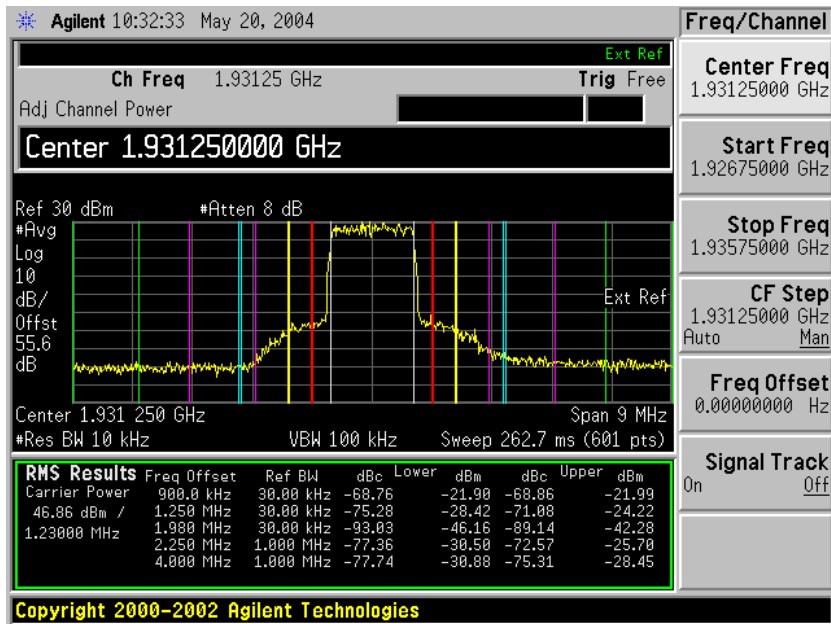 Agilent 10:32:33 May 20, 2004
Freq/Channel
Ext Ref
Ch Freq 1.93125 GHz Trig Free
Adj Channel Power
Center 1.931250000 GHz
Ref 30 dBm #Atten 8 dB
#Avg
Log
10
dB/
Offst
55.6
dB
Ext Ref
Center 1.931 250 GHz Span 9 MHz
#Res BW 10 kHz VBW 100 kHz Sweep 262.7 ms (601 pts)
RMS Results Freq Offset Ref BW dBc Lower dBm dBc Upper dBm
Carrier Power 900.0 kHz 30.00 kHz -68.76 -21.90 -68.86 -21.99
46.86 dBm / 1.250 MHz 30.00 kHz -75.28 -28.42 -71.08 -24.22
1.23000 MHz 1.980 MHz 30.00 kHz -93.03 -46.16 -89.14 -42.28
2.250 MHz 1.000 MHz -77.36 -30.50 -72.57 -25.70
4.000 MHz 1.000 MHz -77.74 -30.88 -75.31 -28.45
Center Freq
1.93125000 GHz
Start Freq
1.92675000 GHz
Stop Freq
1.93575000 GHz
CF Step
1.93125000 GHz
Auto Man
Freq Offset
0.00000000 Hz
Signal Track
On Off
Copyright 2000-2002 Agilent Technologies